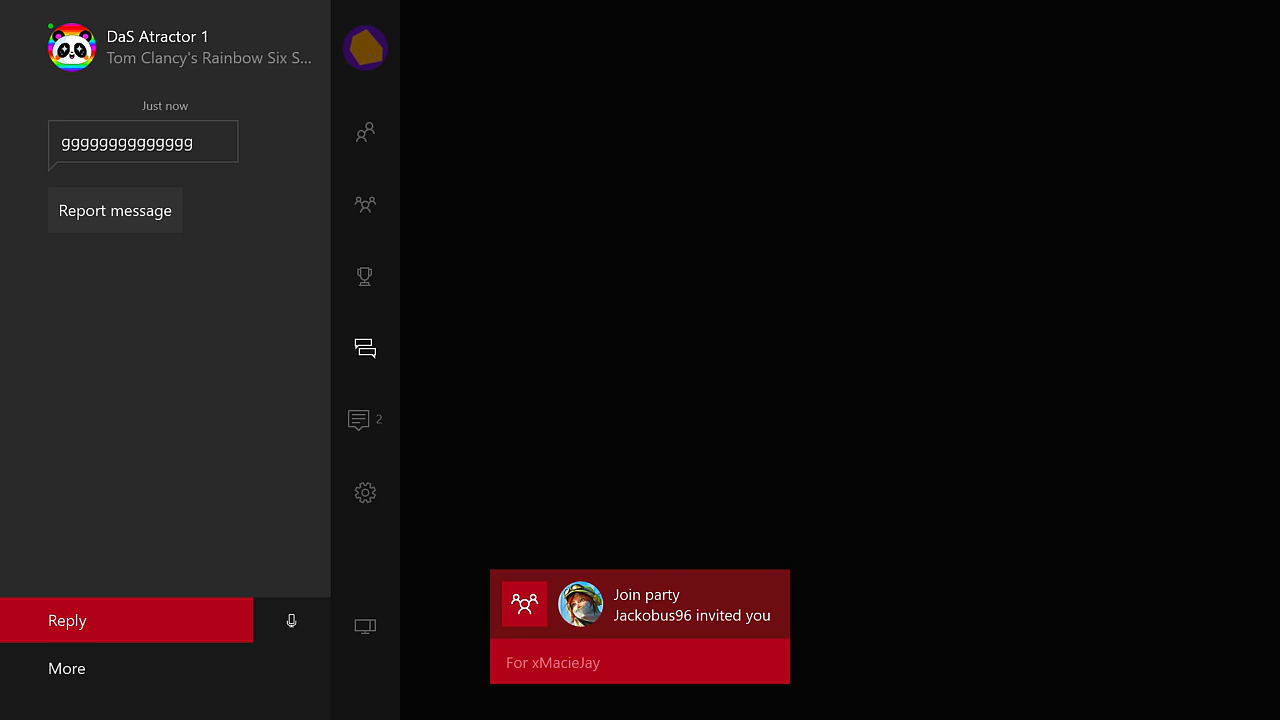 DaS Atractor 1
Tom Clancy's Rainbow Six S...
Just now
gggggggggggggg
Report message
2
Reply
More
Join party
Jackobus96 invited you
For xMacieJay